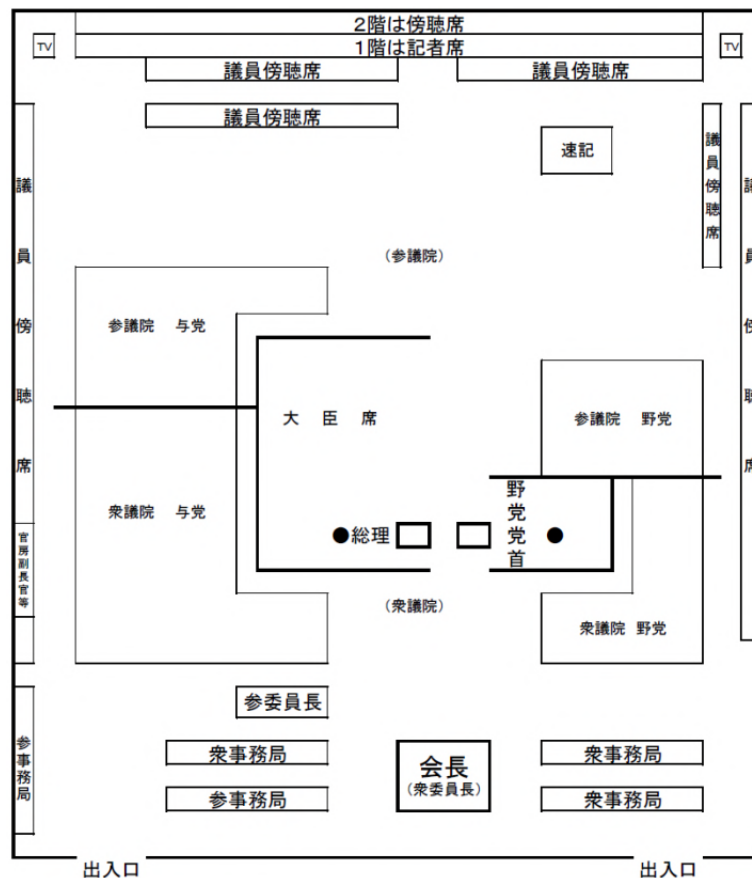 2階は傍聴席
TV
1階は記者席
TV
議員傍聴席
議員傍聴席
議員傍聴席
速記
議員傍聴席
議員傍聴席
議員傍聴席
（参議院）
参議院 与党
大臣席
参議院 野党
衆議院 与党
野党党首
●総理
●
官房副長官等
（衆議院）
衆議院 野党
参委員長
参事務局
衆事務局
会長
（衆委員長）
衆事務局
参事務局
衆事務局
出入口
出入口